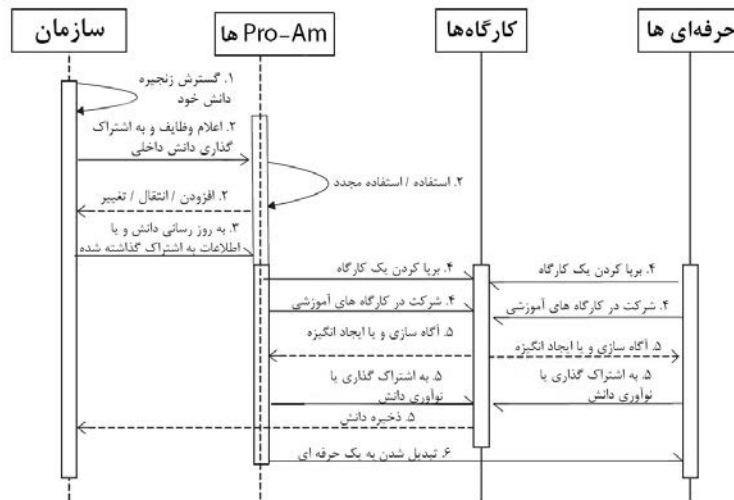 سازمان
Pro-Am ها
کارگاه‌ها
حرفه‌ای ها
۱. گسترش زنجیره
دانش خود
۲. اعلام وظایف و به اشتراک
گذاری دانش داخلی
۲. استفاده / استفاده مجدد
۲. افزودن / انتقال / تغییر
۳. به روز رسانی دانش و یا
اطلاعات به اشتراک گذاشته شده
۴. برپا کردن یک کارگاه
۴. برپا کردن یک کارگاه
۴. شرکت در کارگاه های آموزشی
۴. شرکت در کارگاه های آموزشی
۵. آگاه سازی و یا ایجاد انگیزه
۵. آگاه سازی و یا ایجاد انگیزه
۵. به اشتراک گذاری یا
نوآوری دانش
۵. به اشتراک گذاری یا
نوآوری دانش
۵. ذخیره دانش
۶. تبدیل شدن به یک حرفه ای